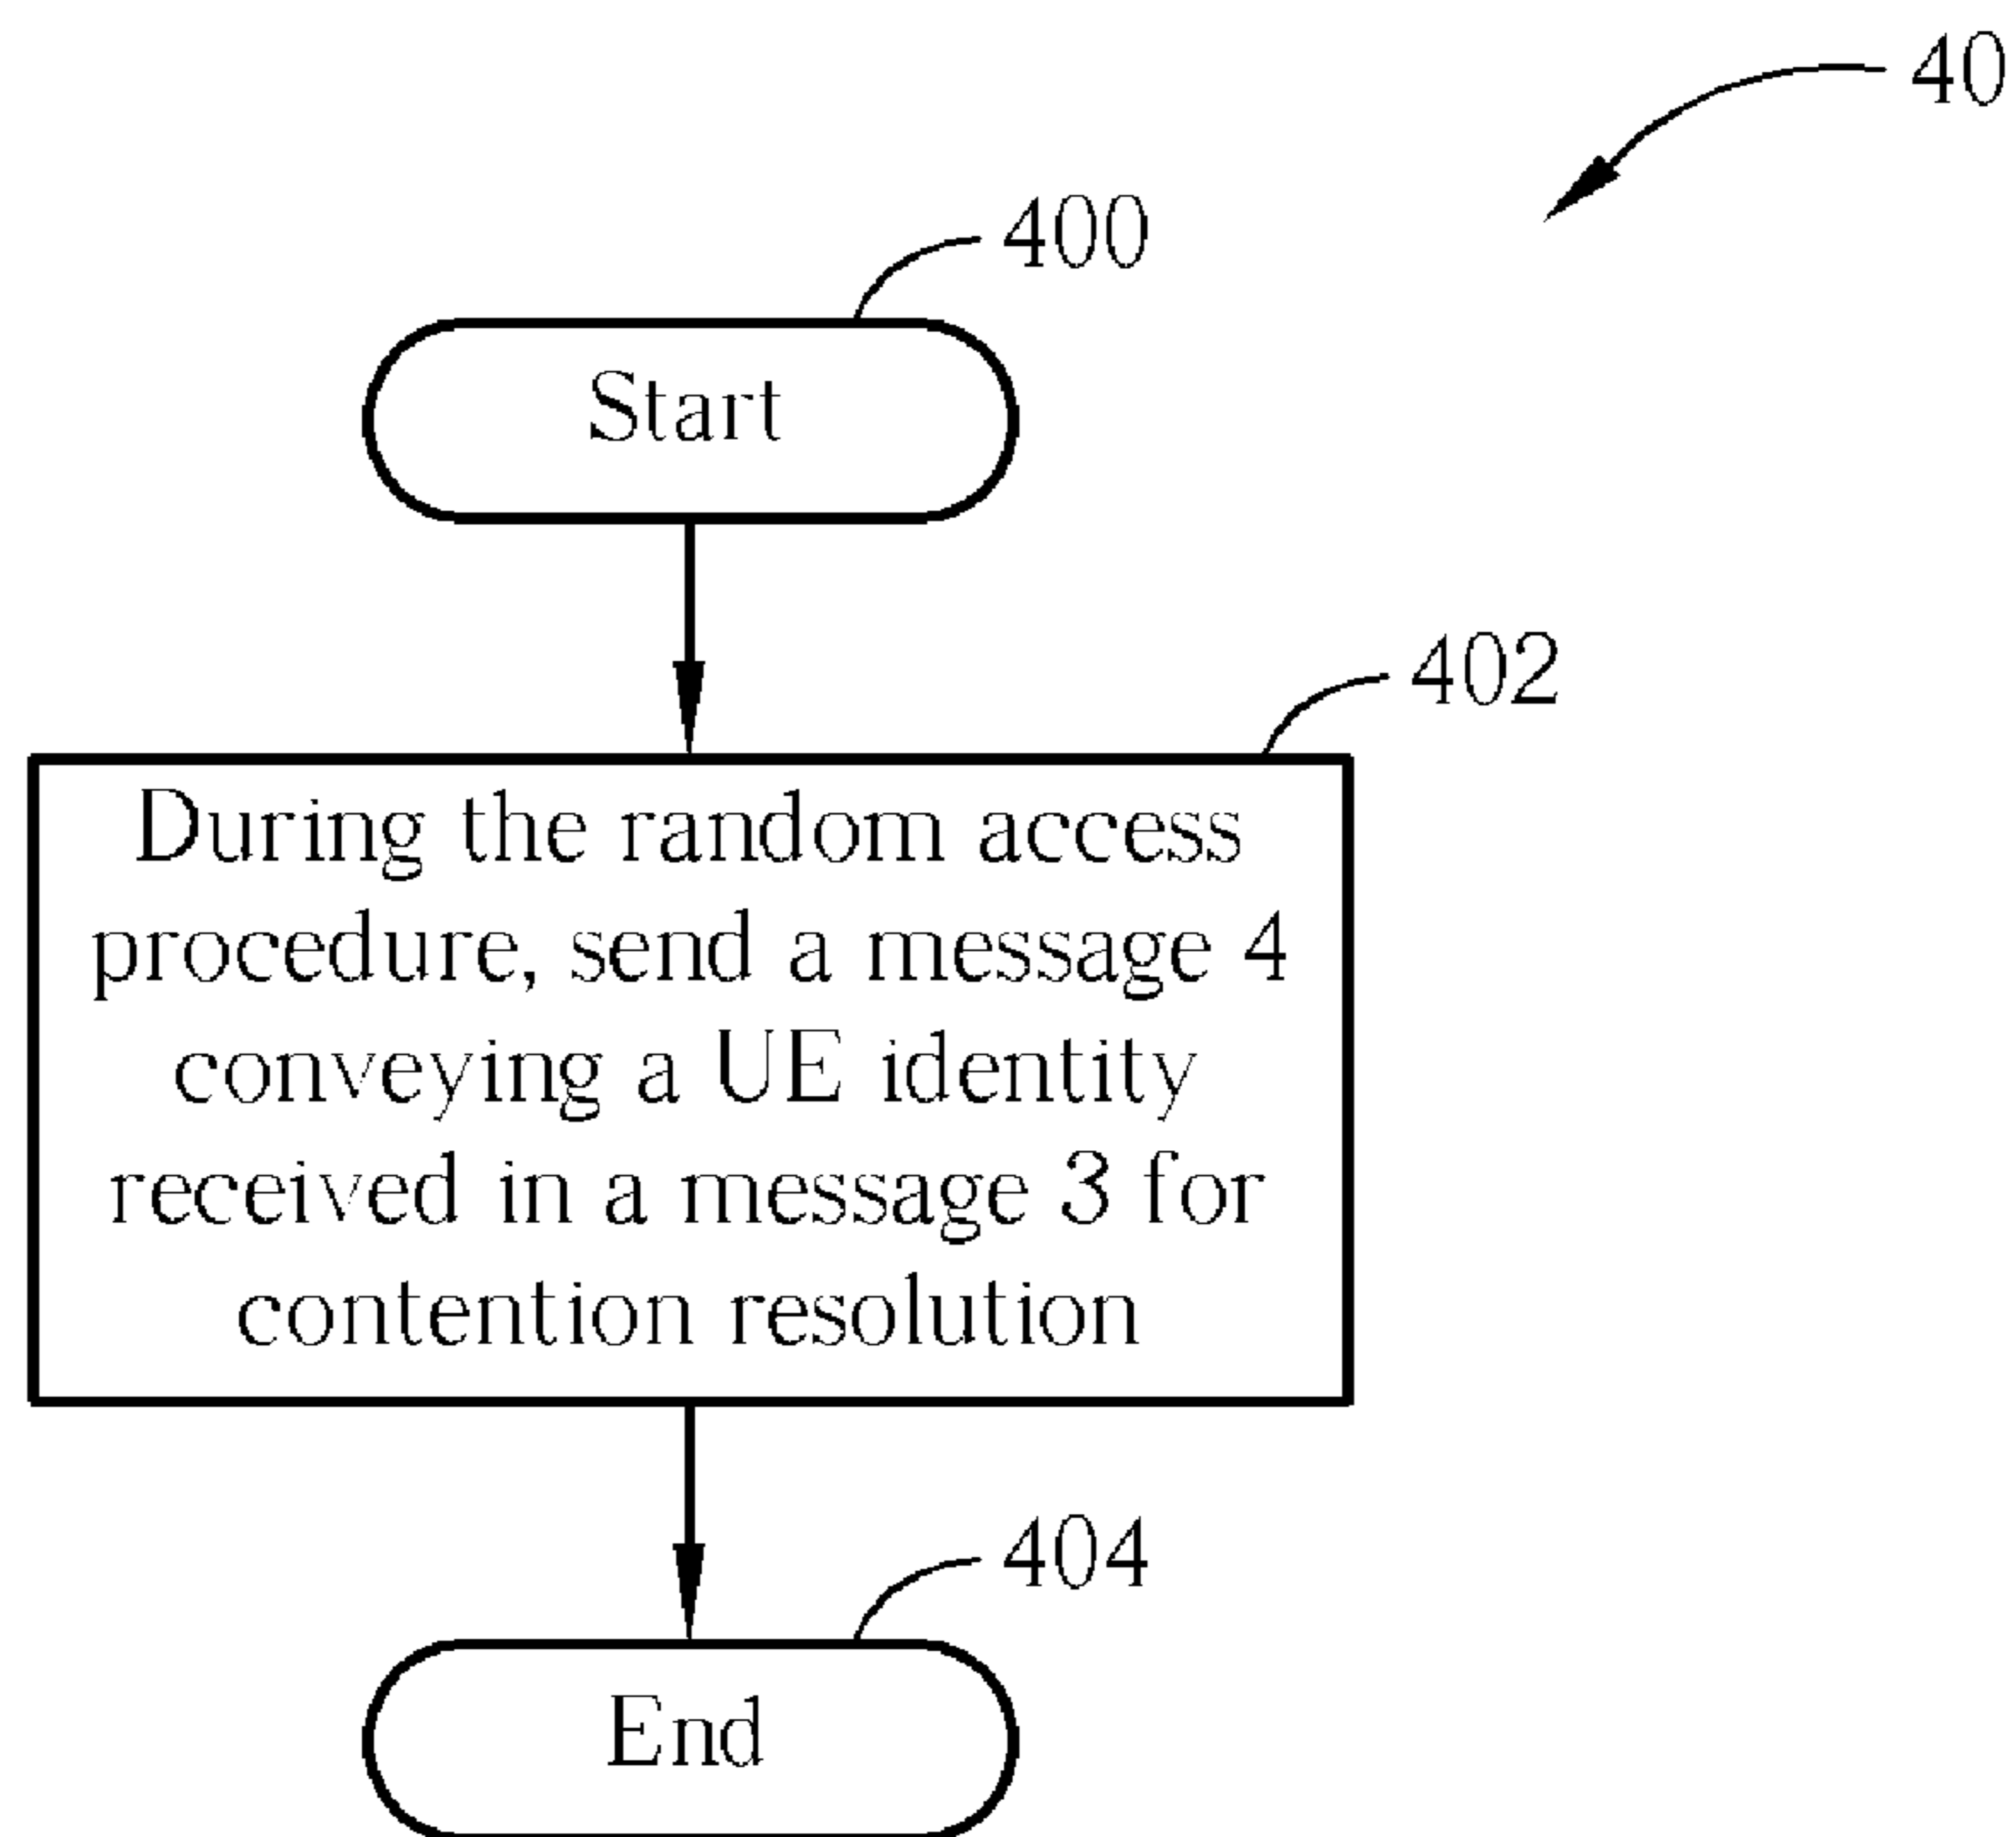 40
400
Start
402
During the random access
procedure, send a message 4
conveying a UE identity
received in a message 3 for
contention resolution
404
End